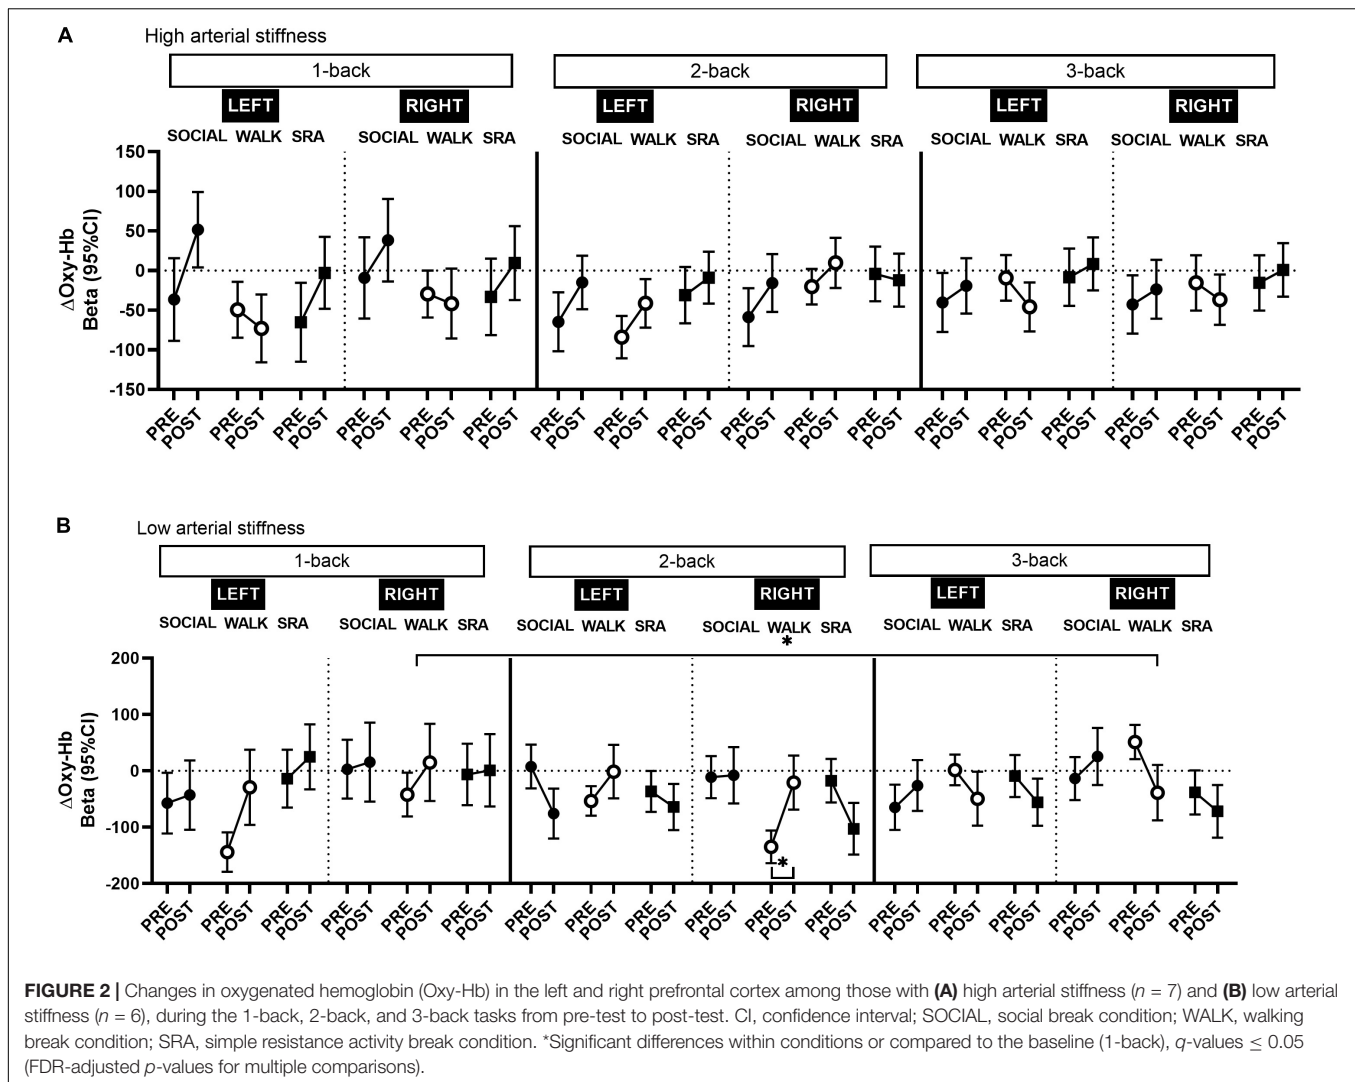 A High arterial stiffness
1-back 2-back 3-back
LEFT RIGHT LEFT RIGHT LEFT RIGHT
SOCIAL WALK SRA SOCIAL WALK SRA SOCIAL WALK SRA SOCIAL WALK SRA SOCIAL WALK SRA SOCIAL WALK SRA
ΔOxy-Hb
Beta (95%CI)
150
100
50
0
-50
-100
-150
PRE POST PRE POST PRE POST PRE POST PRE POST PRE POST PRE POST PRE POST PRE POST PRE POST PRE POST PRE POST PRE POST PRE POST PRE POST PRE POST PRE POST PRE POST
B Low arterial stiffness
1-back 2-back 3-back
LEFT RIGHT LEFT RIGHT LEFT RIGHT
SOCIAL WALK SRA SOCIAL WALK SRA SOCIAL WALK SRA SOCIAL WALK SRA SOCIAL WALK SRA SOCIAL WALK SRA
*
ΔOxy-Hb
Beta (95%CI)
200
100
0
-100
-200
*
PRE POST PRE POST PRE POST PRE POST PRE POST PRE POST PRE POST PRE POST PRE POST PRE POST PRE POST PRE POST PRE POST PRE POST PRE POST PRE POST PRE POST PRE POST
FIGURE 2 | Changes in oxygenated hemoglobin (Oxy-Hb) in the left and right prefrontal cortex among those with (A) high arterial stiffness (n = 7) and (B) low arterial
stiffness (n = 6), during the 1-back, 2-back, and 3-back tasks from pre-test to post-test. CI, confidence interval; SOCIAL, social break condition; WALK, walking
break condition; SRA, simple resistance activity break condition. *Significant differences within conditions or compared to the baseline (1-back), q-values ≤ 0.05
(FDR-adjusted p-values for multiple comparisons).